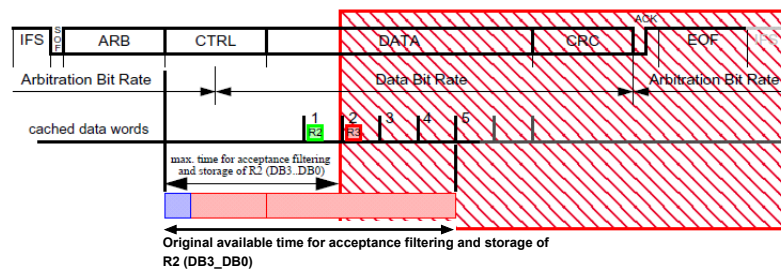 ACK
IFS SOF ARB CTRL DATA CRC EOF IFS
Arbitration Bit Rate Data Bit Rate Arbitration Bit Rate
1 2 3 4 5
cached data words R2 R3
max. time for acceptance filtering
and storage of R2 (DB3..DB0)
Original available time for acceptance filtering and storage of
R2 (DB3_DB0)